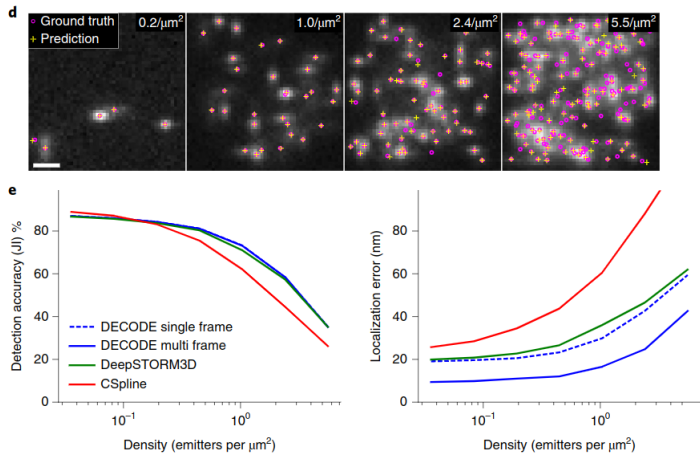 d
Ground truth
Prediction
0.2/μm²
1.0/μm²
2.4/μm²
5.5/μm²
e
Detection accuracy (JI) %
80
60
40
20
0
DECODE single frame
DECODE multi frame
DeepSTORM3D
CSpline
10⁻¹
10⁰
Density (emitters per μm²)
Localization error (nm)
80
60
40
20
0
10⁻¹
10⁰
Density (emitters per μm²)